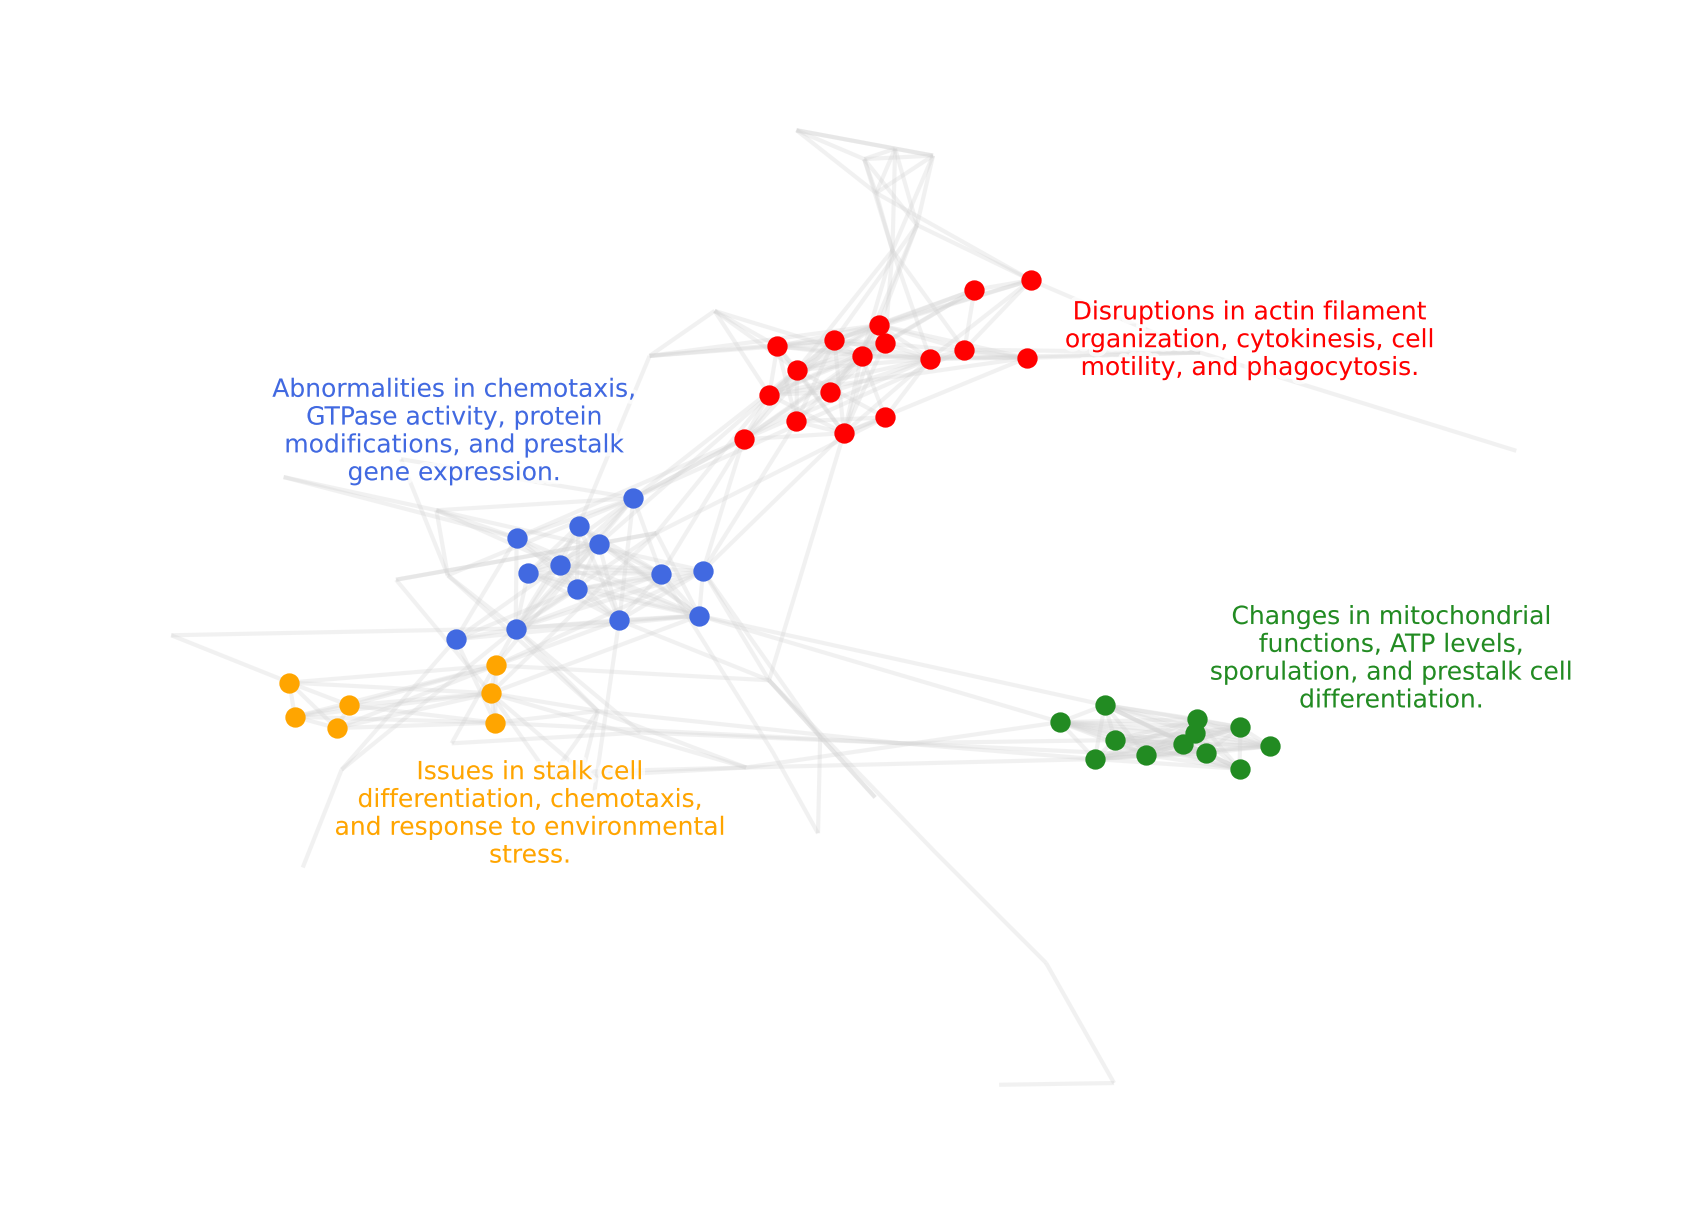 Disruptions in actin filament
organization, cytokinesis, cell
motility, and phagocytosis.
Abnormalities in chemotaxis,
GTPase activity, protein
modifications, and prestalk
gene expression.
Changes in mitochondrial
functions, ATP levels,
sporulation, and prestalk cell
differentiation.
Issues in stalk cell
differentiation, chemotaxis,
and response to environmental
stress.